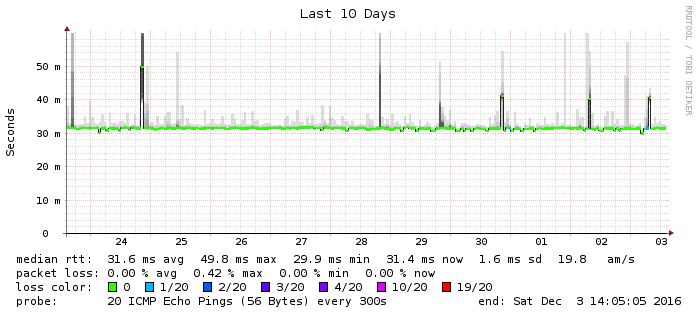 Last 10 Days
RRDTOOL / TOBI OETIKER
Seconds
50 m
40 m
30 m
20 m
10 m
0
24 25 26 27 28 29 30 01 02 03
median rtt: 31.6 ms avg 49.8 ms max 29.9 ms min 31.4 ms now 1.6 ms sd 19.8 am/s
packet loss: 0.00 % avg 0.42 % max 0.00 % min 0.00 % now
loss color: 0 1/20 2/20 3/20 4/20 10/20 19/20
probe: 20 ICMP Echo Pings (56 Bytes) every 300s end: Sat Dec 3 14:05:05 2016